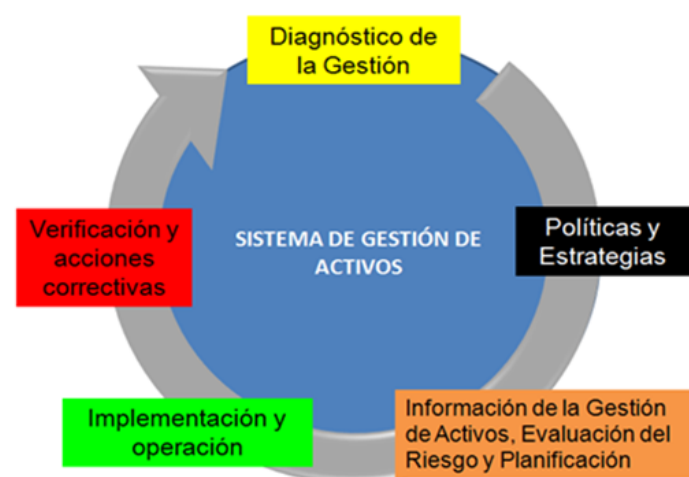 Diagnóstico de
la Gestión
Políticas y
Estrategias
Información de la Gestión
de Activos, Evaluación del
Riesgo y Planificación
Implementación y
operación
Verificación y
acciones
correctivas
SISTEMA DE GESTIÓN DE
ACTIVOS